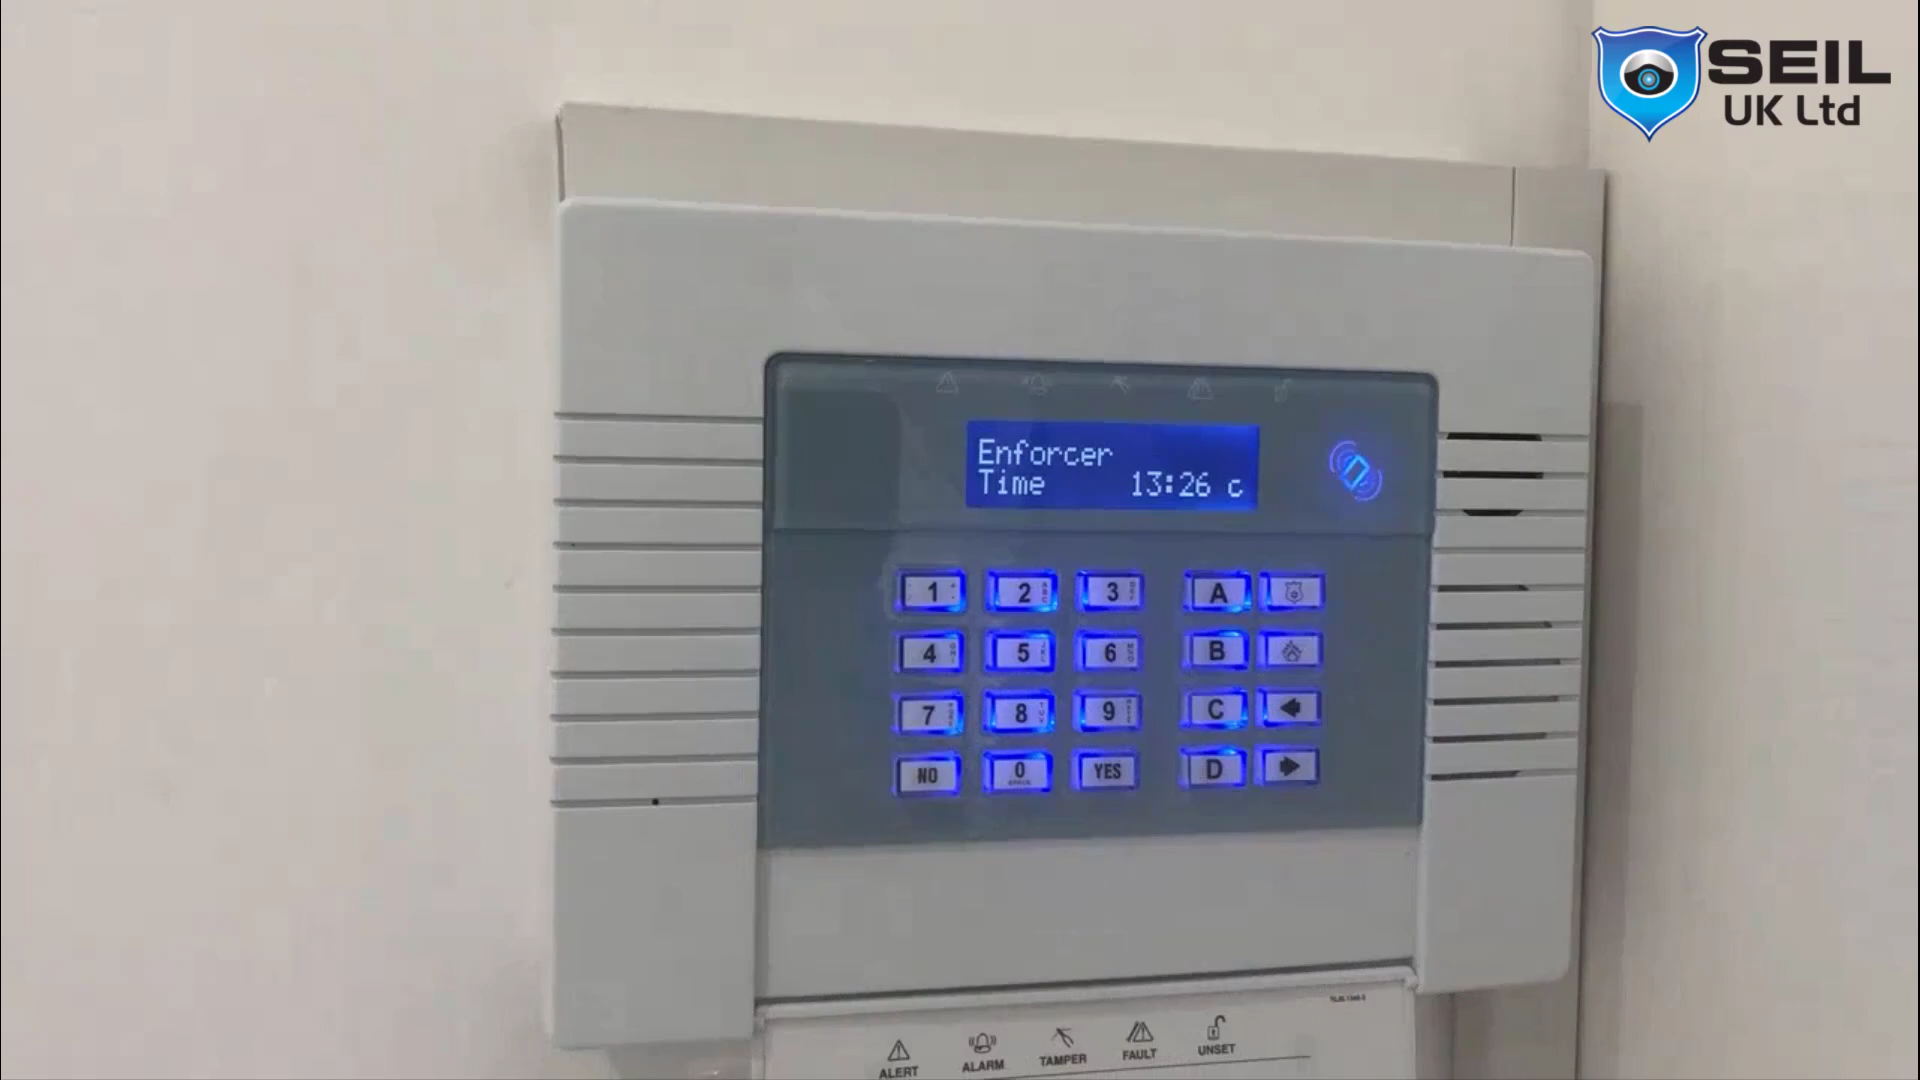 SEIL
UK Ltd
Enforcer
Time 13:26 c
1 2 3 A
4 5 6 B
7 8 9 C
NO 0 YES D
ALERT ALARM TAMPER FAULT UNSET